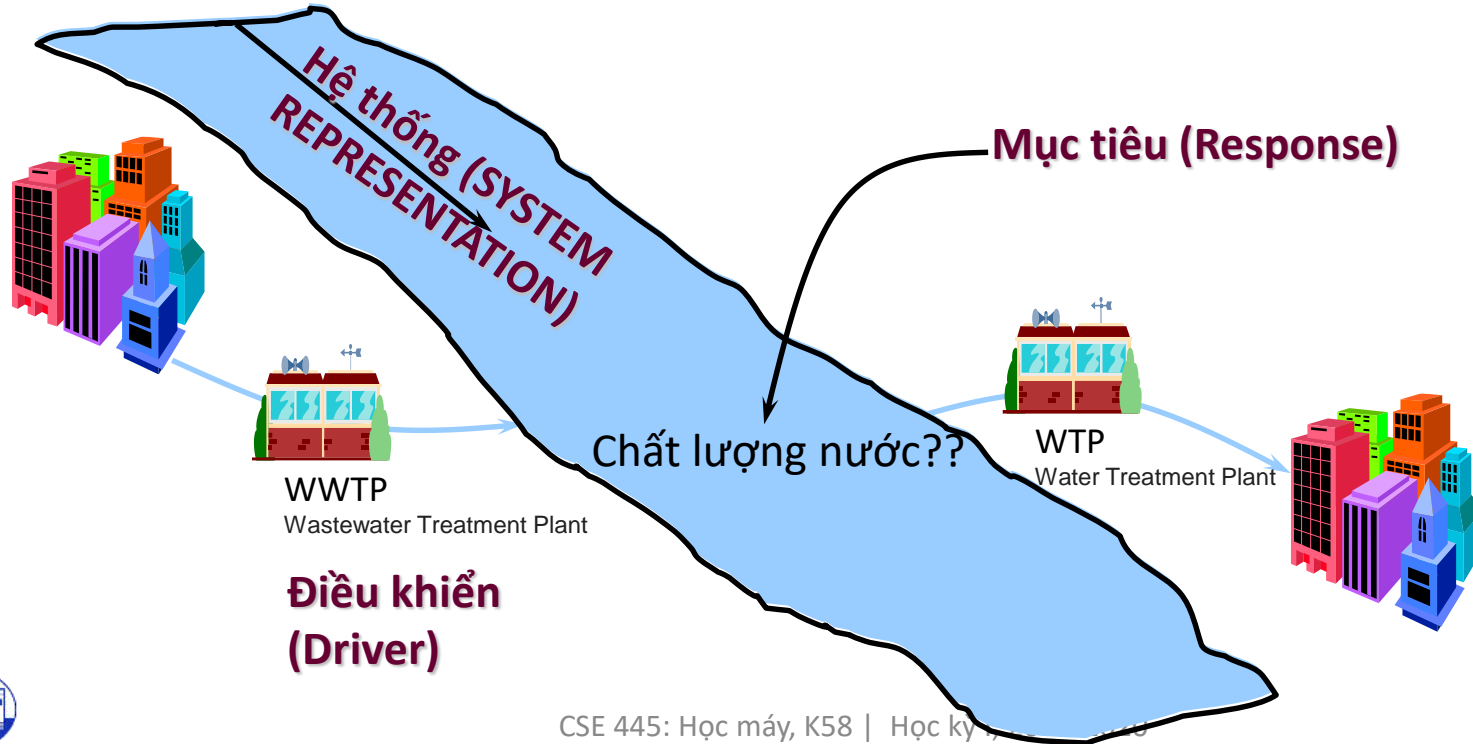 Hệ thống (SYSTEM
REPRESENTATION)
Mục tiêu (Response)
Chất lượng nước??
WTP
Water Treatment Plant
WWTP
Wastewater Treatment Plant
Điều khiển
(Driver)
CSE 445: Học máy, K58 | Học kỳ